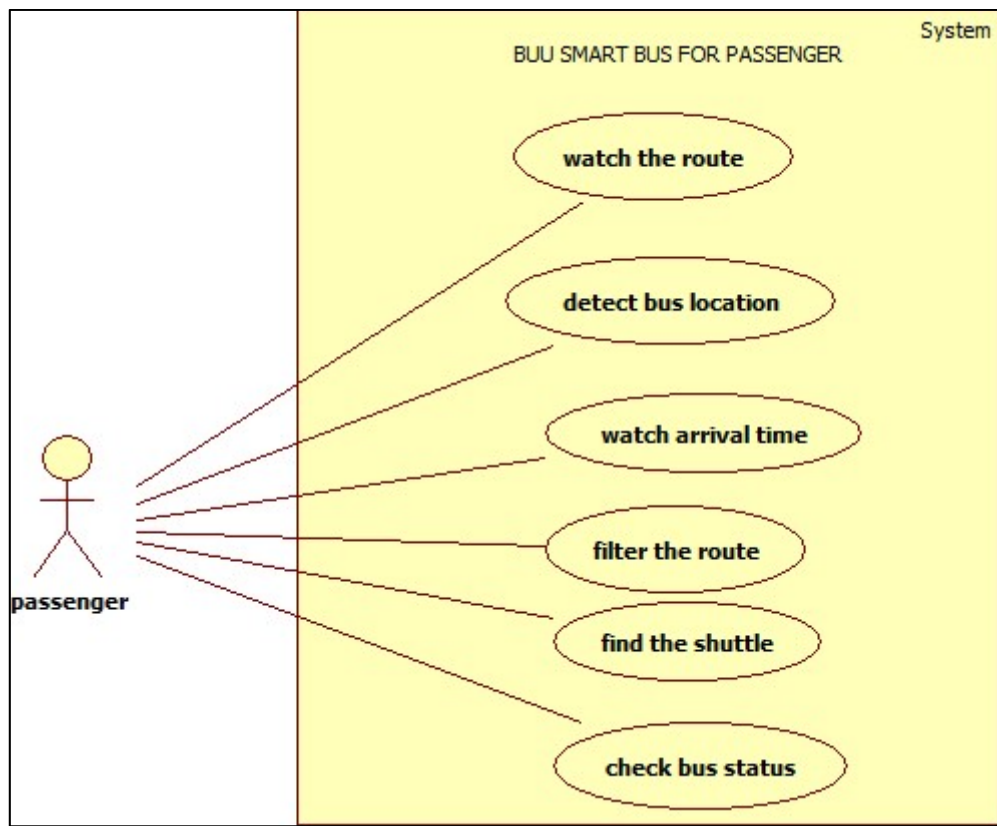 System
BUU SMART BUS FOR PASSENGER
watch the route
detect bus location
watch arrival time
filter the route
passenger
find the shuttle
check bus status